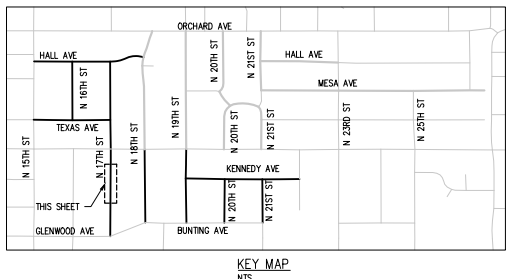 ORCHARD AVE
HALL AVE
N 16TH ST
N 20TH ST
N 21ST ST
HALL AVE
MESA AVE
TEXAS AVE
N 15TH ST
N 17TH ST
N 18TH ST
N 19TH ST
N 20TH ST
N 21ST ST
N 23RD ST
N 25TH ST
KENNEDY AVE
THIS SHEET
N 20TH ST
N 21ST ST
GLENWOOD AVE
BUNTING AVE
KEY MAP
NTS